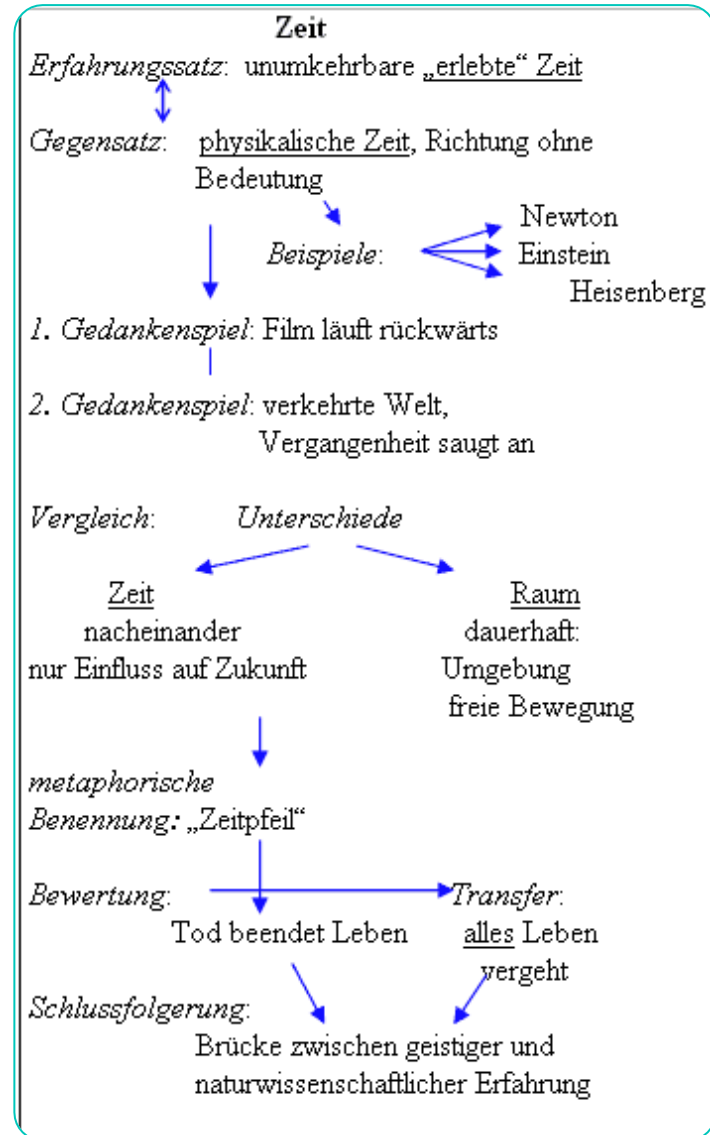 Zeit
Erfahrungssatz: unumkehrbare „erlebte“ Zeit
Gegensatz: physikalische Zeit, Richtung ohne
Bedeutung
Newton
Beispiele: Einstein
Heisenberg
1. Gedankenspiel: Film läuft rückwärts
2. Gedankenspiel: verkehrte Welt,
Vergangenheit saugt an
Vergleich: Unterschiede
Zeit Raum
nacheinander dauerhaft:
nur Einfluss auf Zukunft Umgebung
freie Bewegung
metaphorische
Benennung: „Zeitpfeil“
Bewertung: Transfer:
Tod beendet Leben alles Leben
vergeht
Schlussfolgerung:
Brücke zwischen geistiger und
naturwissenschaftlicher Erfahrung